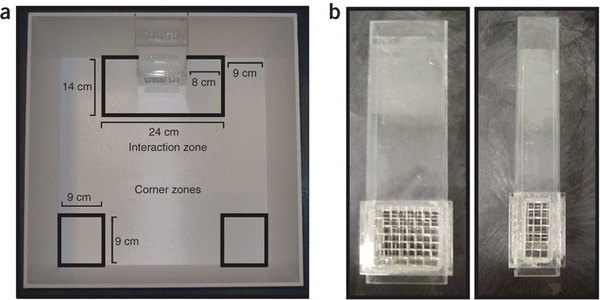 a
b
14 cm
8 cm
9 cm
24 cm
Interaction zone
Corner zones
9 cm
9 cm